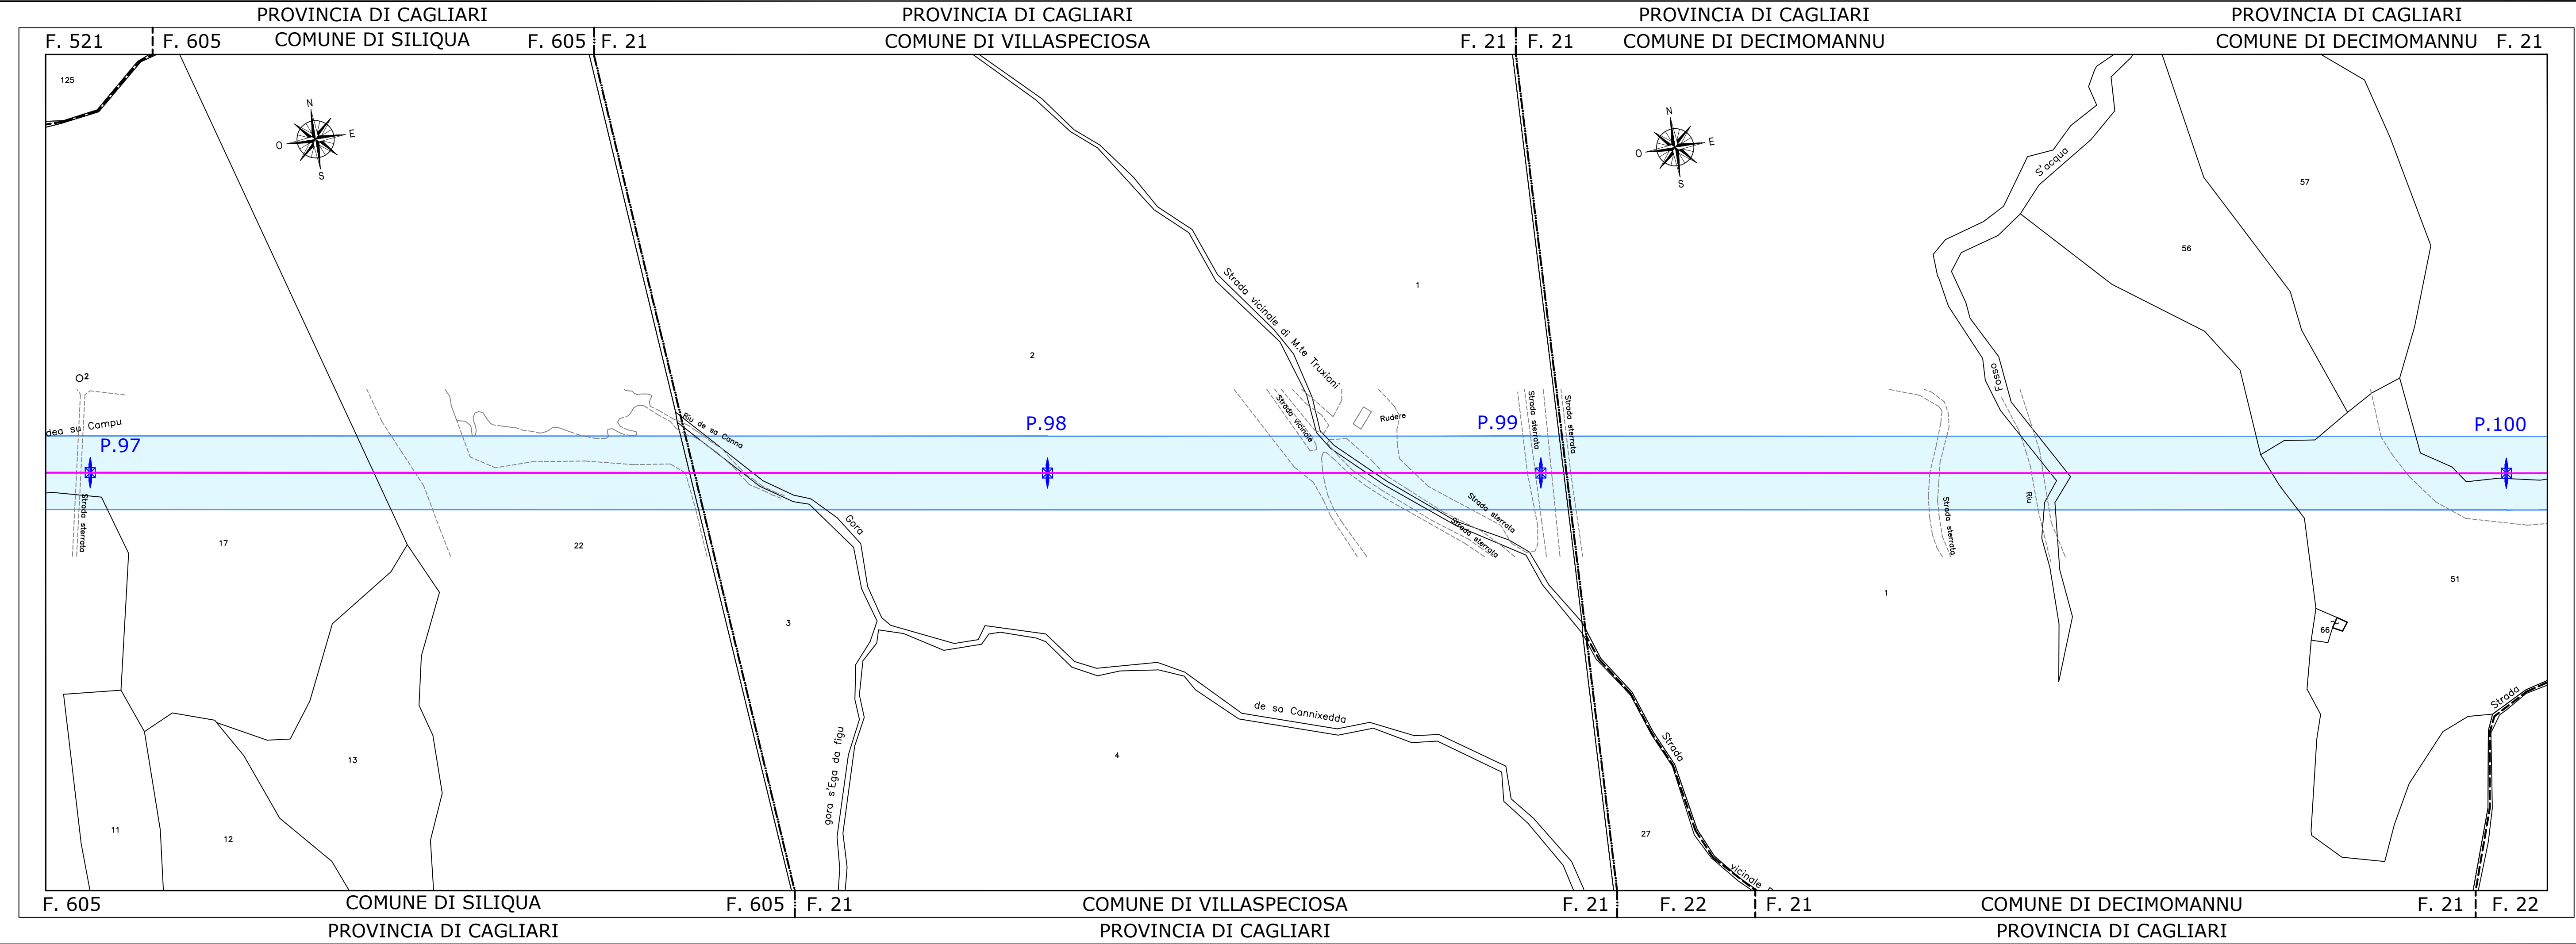 PROVINCIA DI CAGLIARI PROVINCIA DI CAGLIARI PROVINCIA DI CAGLIARI PROVINCIA DI CAGLIARI
F. 521 F. 605 COMUNE DI SILIQUA F. 605 F. 21 COMUNE DI VILLASPECIOSA F. 21 F. 21 COMUNE DI DECIMOMANNU COMUNE DI DECIMOMANNU F. 21
125
N
O E
S
N
O E
S
S'acqua
57
56
Strada vicinale di M.te Truxioni
1
2
2
Fosso
dea su Campu
Riu de sa Canna
Strada vicinale
Rudere
Strada sterrata
Strada sterrata
P.97
P.98
P.99
P.100
Strada sterrata
Strada sterrata
Strada sterrata
Strada sterrata
Riu
Gora
17
22
51
1
3
66
de sa Cannixedda
Strada
gora s'Ega da figu
Strada
4
13
11
12
27
vicinale
F. 605 COMUNE DI SILIQUA F. 605 F. 21 COMUNE DI VILLASPECIOSA F. 21 F. 22 F. 21 COMUNE DI DECIMOMANNU F. 21 F. 22
PROVINCIA DI CAGLIARI PROVINCIA DI CAGLIARI PROVINCIA DI CAGLIARI